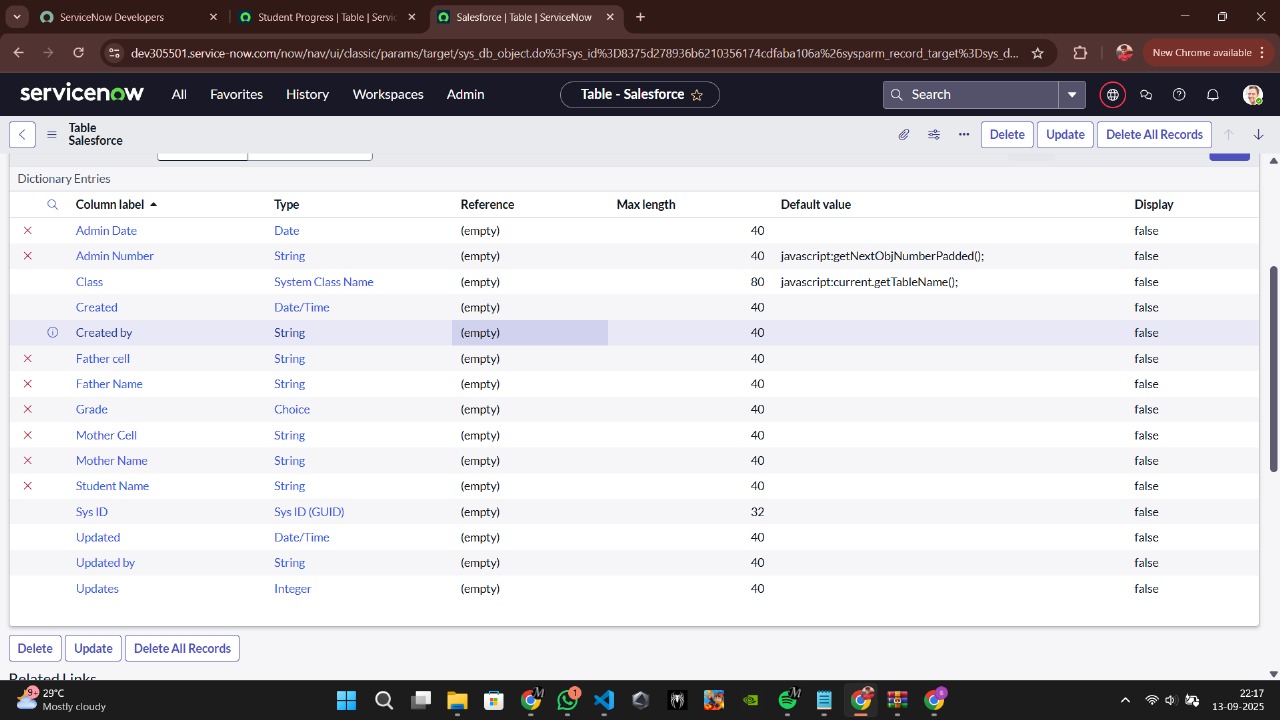 ServiceNow Developers
Student Progress | Table | Servic
Salesforce | Table | ServiceNow
dev305501.service-now.com/now/nav/ui/classic/params/target/sys_db_object.do%3Fsys_id%3D8375d278936b6210356174cdfaba106a%26sysparm_record_target%3Dsys_d...
New Chrome available
servicenow All Favorites History Workspaces Admin
Table - Salesforce
Search
Table
Salesforce
Delete Update Delete All Records
Dictionary Entries
Column label Type Reference Max length Default value Display
Admin Date Date (empty) 40 false
Admin Number String (empty) 40 javascript:getNextObjNumberPadded(); false
Class System Class Name (empty) 80 javascript:current.getTableName(); false
Created Date/Time (empty) 40 false
Created by String (empty) 40 false
Father cell String (empty) 40 false
Father Name String (empty) 40 false
Grade Choice (empty) 40 false
Mother Cell String (empty) 40 false
Mother Name String (empty) 40 false
Student Name String (empty) 40 false
Sys ID Sys ID (GUID) (empty) 32 false
Updated Date/Time (empty) 40 false
Updated by String (empty) 40 false
Updates Integer (empty) 40 false
Delete Update Delete All Records
Related Links
9+ 29°C
Mostly cloudy
1
22:17
13-09-2025